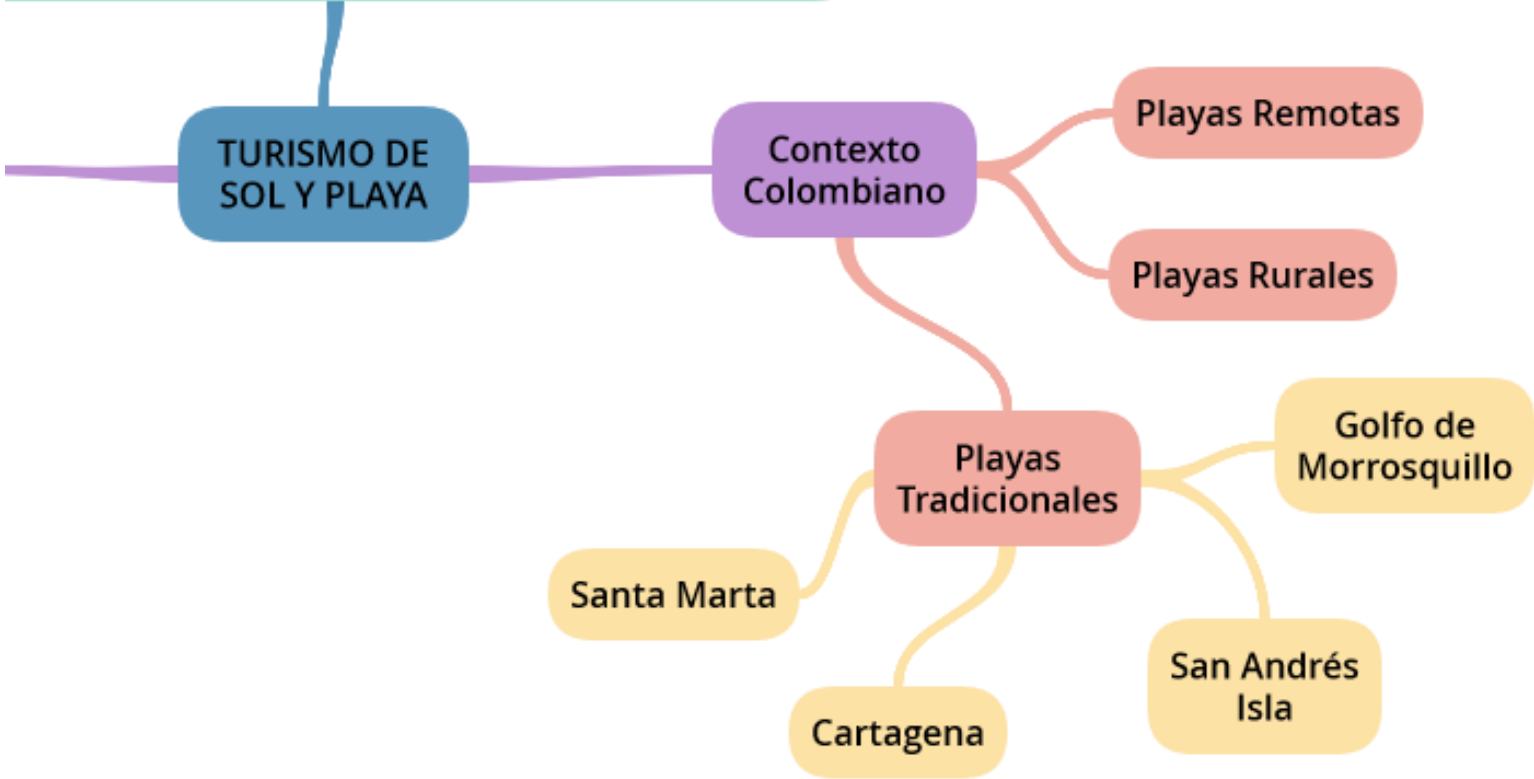 TURISMO DE
SOL Y PLAYA
Contexto
Colombiano
Playas Remotas
Playas Rurales
Playas
Tradicionales
Golfo de
Morrosquillo
Santa Marta
Cartagena
San Andrés
Isla